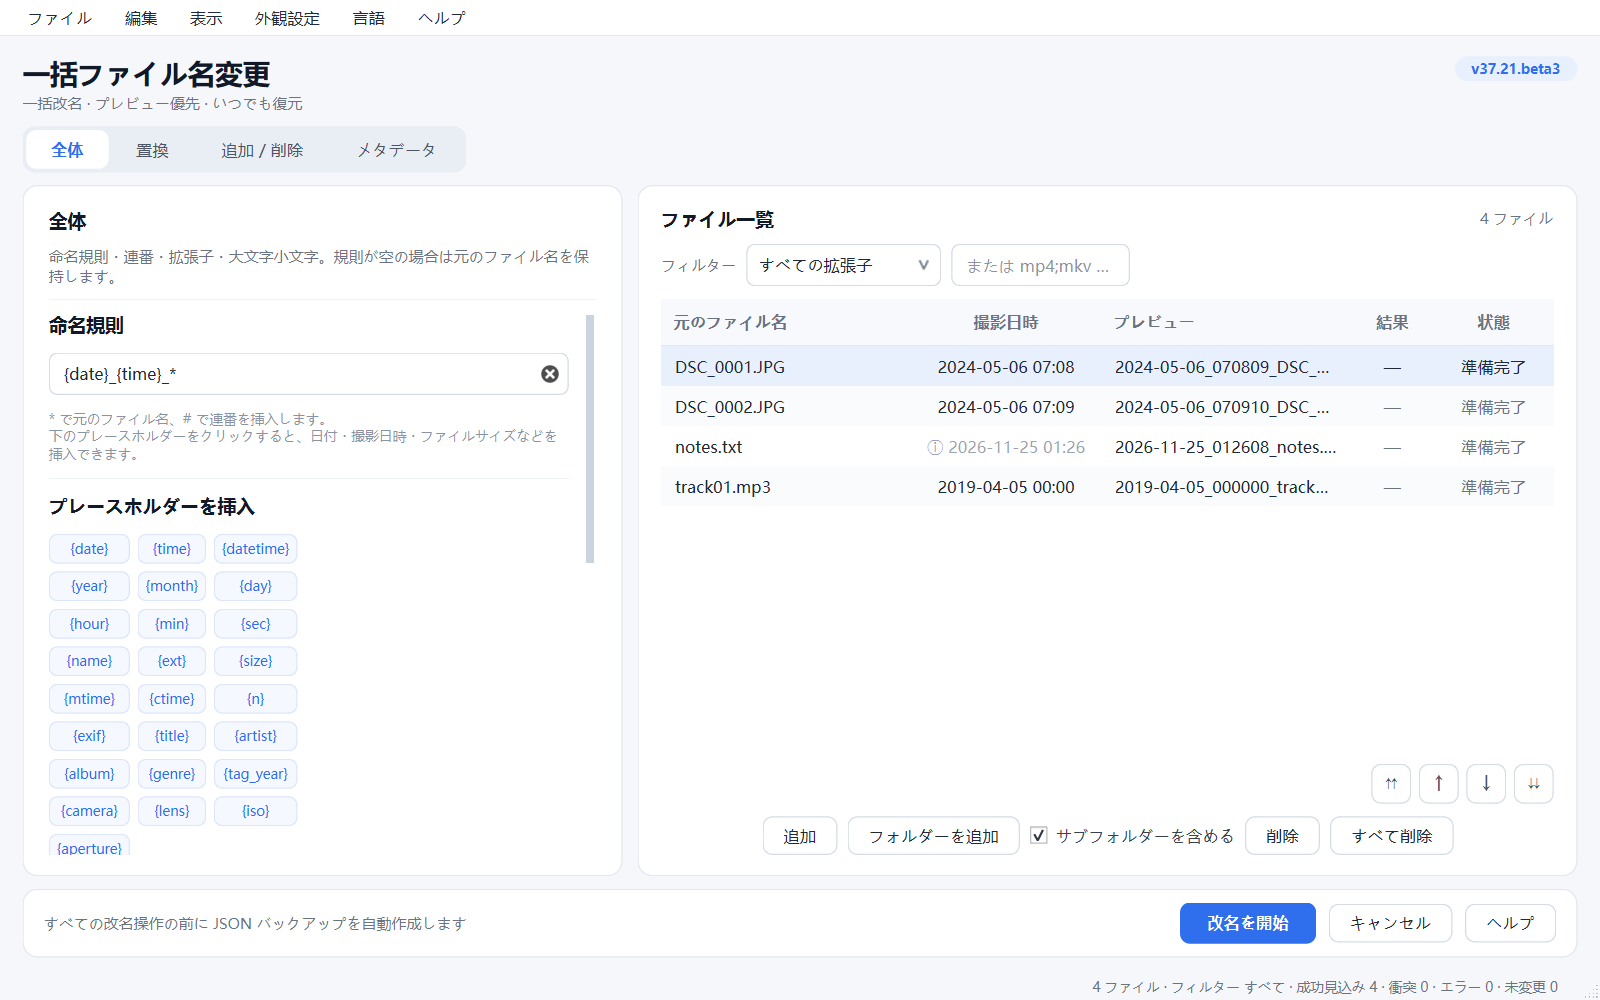 ファイル 編集 表示 外観設定 言語 ヘルプ
一括ファイル名変更
v37.21.beta3
一括改名 · プレビュー優先 · いつでも復元
全体 置換 追加 / 削除 メタデータ
全体
命名規則・連番・拡張子・大文字小文字。規則が空の場合は元のファイル名を保
持します。
命名規則
{date}_{time}_*
* で元のファイル名、# で連番を挿入します。
下のプレースホルダーをクリックすると、日付・撮影日時・ファイルサイズなどを
挿入できます。
プレースホルダーを挿入
{date} {time} {datetime}
{year} {month} {day}
{hour} {min} {sec}
{name} {ext} {size}
{mtime} {ctime} {n}
{exif} {title} {artist}
{album} {genre} {tag_year}
{camera} {lens} {iso}
{aperture}
ファイル一覧
4 ファイル
フィルター すべての拡張子 または mp4;mkv ...
元のファイル名 撮影日時 プレビュー 結果 状態
DSC_0001.JPG 2024-05-06 07:08 2024-05-06_070809_DSC_... — 準備完了
DSC_0002.JPG 2024-05-06 07:09 2024-05-06_070910_DSC_... — 準備完了
notes.txt ⓘ 2026-11-25 01:26 2026-11-25_012608_notes.... — 準備完了
track01.mp3 2019-04-05 00:00 2019-04-05_000000_track... — 準備完了
⇈ ↑ ↓ ⇊
追加 フォルダーを追加 サブフォルダーを含める 削除 すべて削除
すべての改名操作の前に JSON バックアップを自動作成します
改名を開始 キャンセル ヘルプ
4 ファイル · フィルター すべて · 成功見込み 4 · 衝突 0 · エラー 0 · 未変更 0